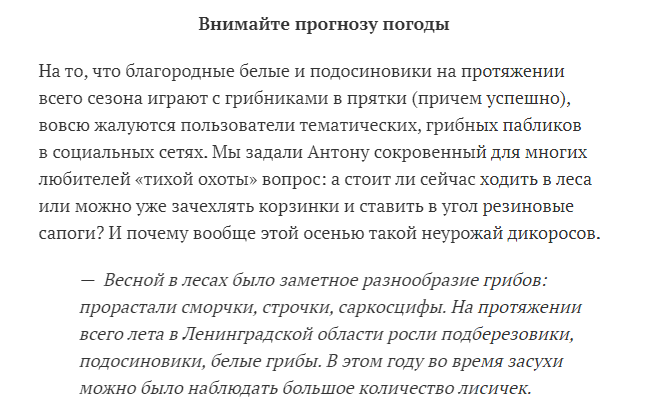 Внимайте прогнозу погоды
На то, что благородные белые и подосиновики на протяжении
всего сезона играют с грибниками в прятки (причем успешно),
вовсю жалуются пользователи тематических, грибных пабликов
в социальных сетях. Мы задали Антону сокровенный для многих
любителей «тихой охоты» вопрос: а стоит ли сейчас ходить в леса
или можно уже зачехлять корзинки и ставить в угол резиновые
сапоги? И почему вообще этой осенью такой неурожай дикоросов.
— Весной в лесах было заметное разнообразие грибов:
прорастали сморчки, строчки, саркосцифы. На протяжении
всего лета в Ленинградской области росли подберезовики,
подосиновики, белые грибы. В этом году во время засухи
можно было наблюдать большое количество лисичек.